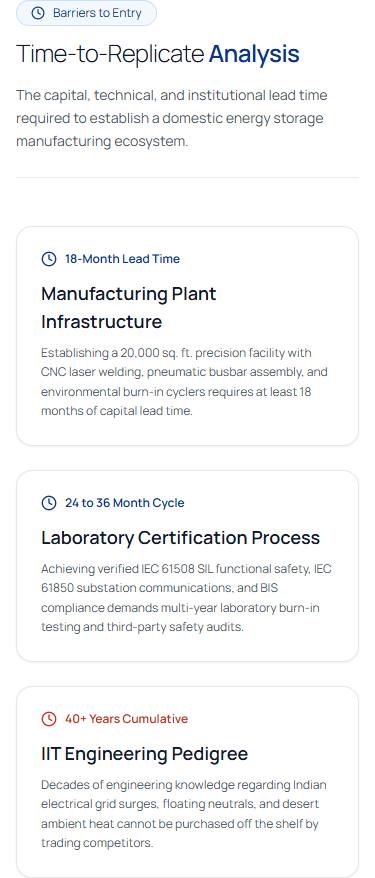 Barriers to Entry
Time-to-Replicate Analysis
The capital, technical, and institutional lead time
required to establish a domestic energy storage
manufacturing ecosystem.
18-Month Lead Time
Manufacturing Plant
Infrastructure
Establishing a 20,000 sq. ft. precision facility with
CNC laser welding, pneumatic busbar assembly, and
environmental burn-in cyclers requires at least 18
months of capital lead time.
24 to 36 Month Cycle
Laboratory Certification Process
Achieving verified IEC 61508 SIL functional safety, IEC
61850 substation communications, and BIS
compliance demands multi-year laboratory burn-in
testing and third-party safety audits.
40+ Years Cumulative
IIT Engineering Pedigree
Decades of engineering knowledge regarding Indian
electrical grid surges, floating neutrals, and desert
ambient heat cannot be purchased off the shelf by
trading competitors.